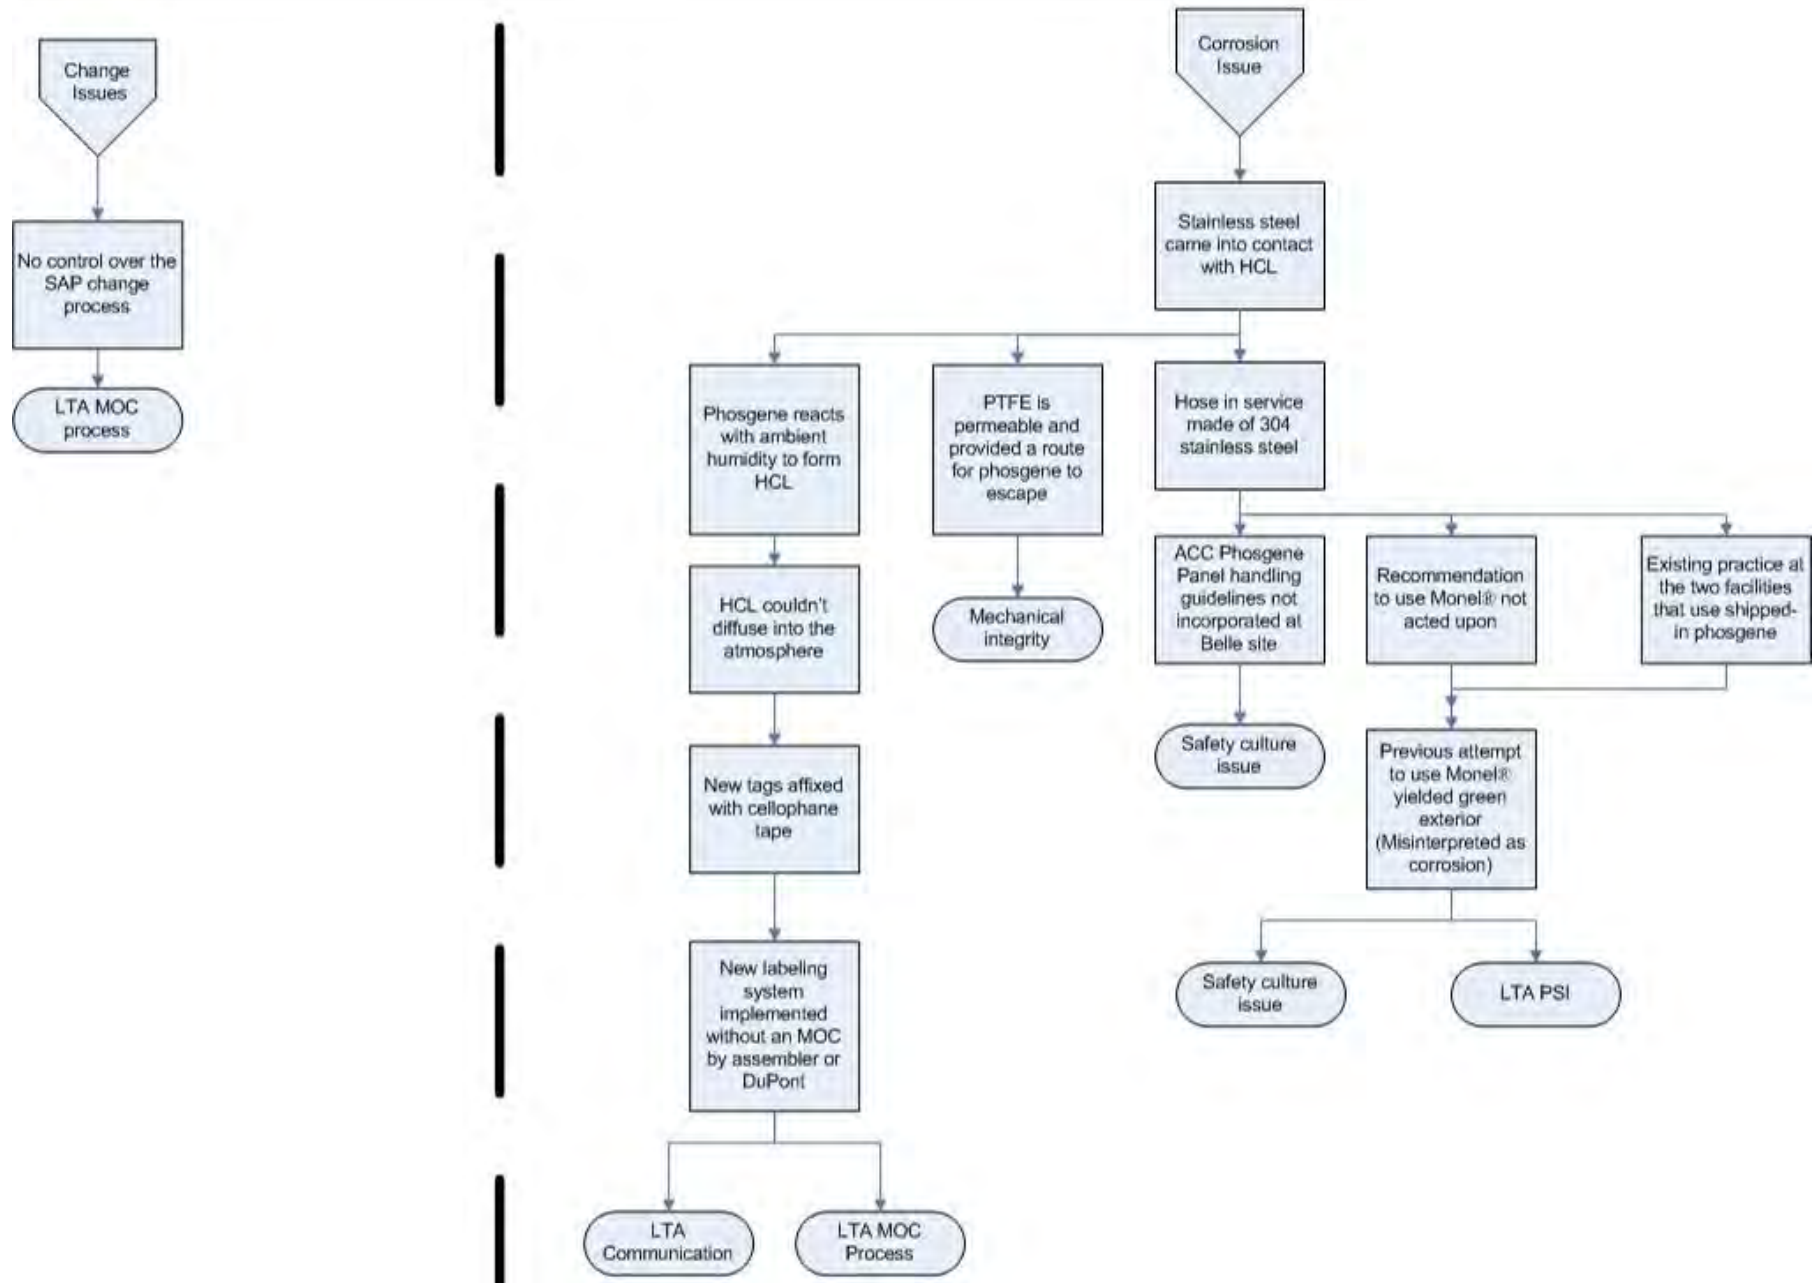 Change
Issues
No control over the
SAP change
process
LTA MOC
process
Corrosion
Issue
Stainless steel
came into contact
with HCL
Phosgene reacts
with ambient
humidity to form
HCL
PTFE is
permeable and
provided a route
for phosgene to
escape
Hose in service
made of 304
stainless steel
HCL couldn't
diffuse into the
atmosphere
Mechanical
integrity
ACC Phosgene
Panel handling
guidelines not
incorporated at
Belle site
Recommendation
to use Monel® not
acted upon
Existing practice at
the two facilities
that use shipped-
in phosgene
New tags affixed
with cellophane
tape
Safety culture
issue
Previous attempt
to use Monel®
yielded green
exterior
(Misinterpreted as
corrosion)
New labeling
system
implemented
without an MOC
by assembler or
DuPont
Safety culture
issue
LTA PSI
LTA
Communication
LTA MOC
Process